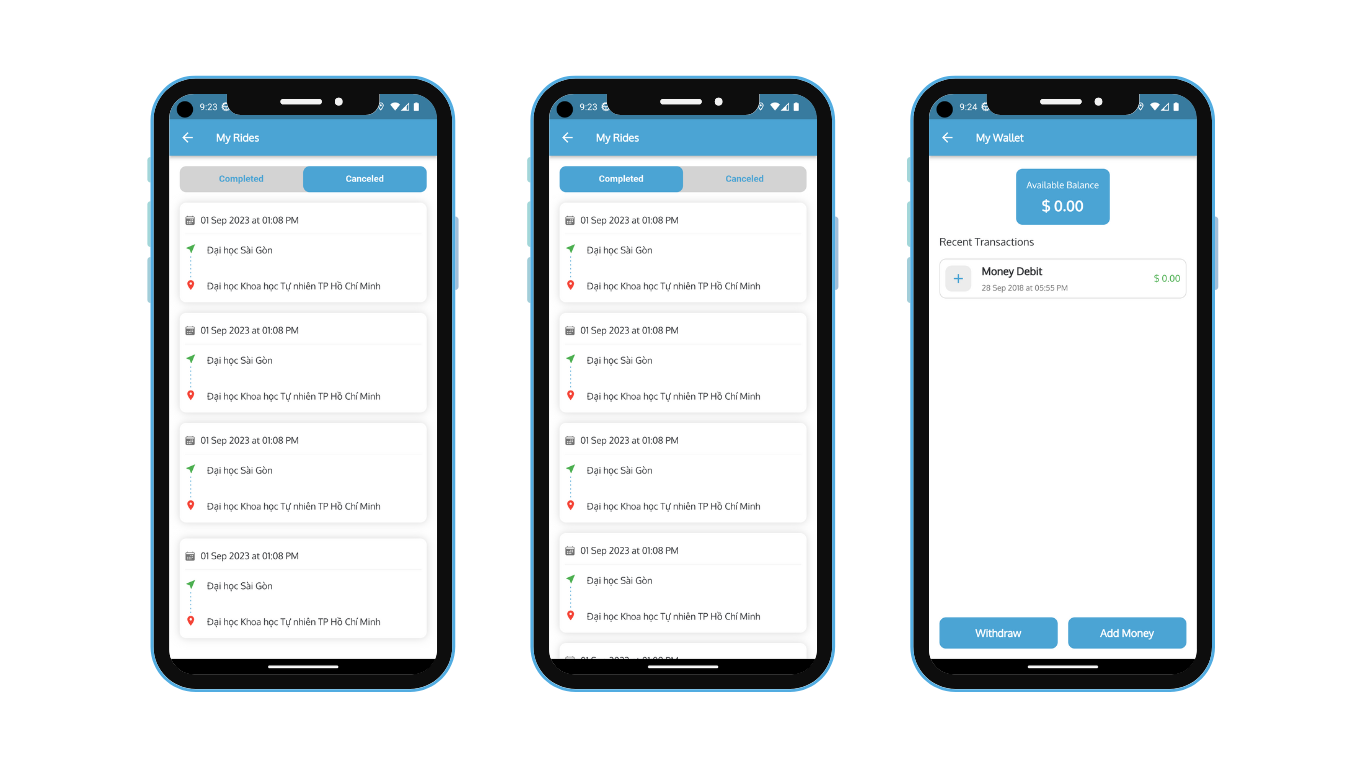 9:23
My Rides
Completed
Canceled
01 Sep 2023 at 01:08 PM
Đại học Sài Gòn
Đại học Khoa học Tự nhiên TP Hồ Chí Minh
01 Sep 2023 at 01:08 PM
Đại học Sài Gòn
Đại học Khoa học Tự nhiên TP Hồ Chí Minh
01 Sep 2023 at 01:08 PM
Đại học Sài Gòn
Đại học Khoa học Tự nhiên TP Hồ Chí Minh
01 Sep 2023 at 01:08 PM
Đại học Sài Gòn
Đại học Khoa học Tự nhiên TP Hồ Chí Minh
9:23
My Rides
Completed
Canceled
01 Sep 2023 at 01:08 PM
Đại học Sài Gòn
Đại học Khoa học Tự nhiên TP Hồ Chí Minh
01 Sep 2023 at 01:08 PM
Đại học Sài Gòn
Đại học Khoa học Tự nhiên TP Hồ Chí Minh
01 Sep 2023 at 01:08 PM
Đại học Sài Gòn
Đại học Khoa học Tự nhiên TP Hồ Chí Minh
01 Sep 2023 at 01:08 PM
Đại học Sài Gòn
Đại học Khoa học Tự nhiên TP Hồ Chí Minh
01 Sep 2023 at 01:08 PM
9:24
My Wallet
Available Balance
$ 0.00
Recent Transactions
Money Debit
$ 0.00
28 Sep 2018 at 05:55 PM
Withdraw
Add Money